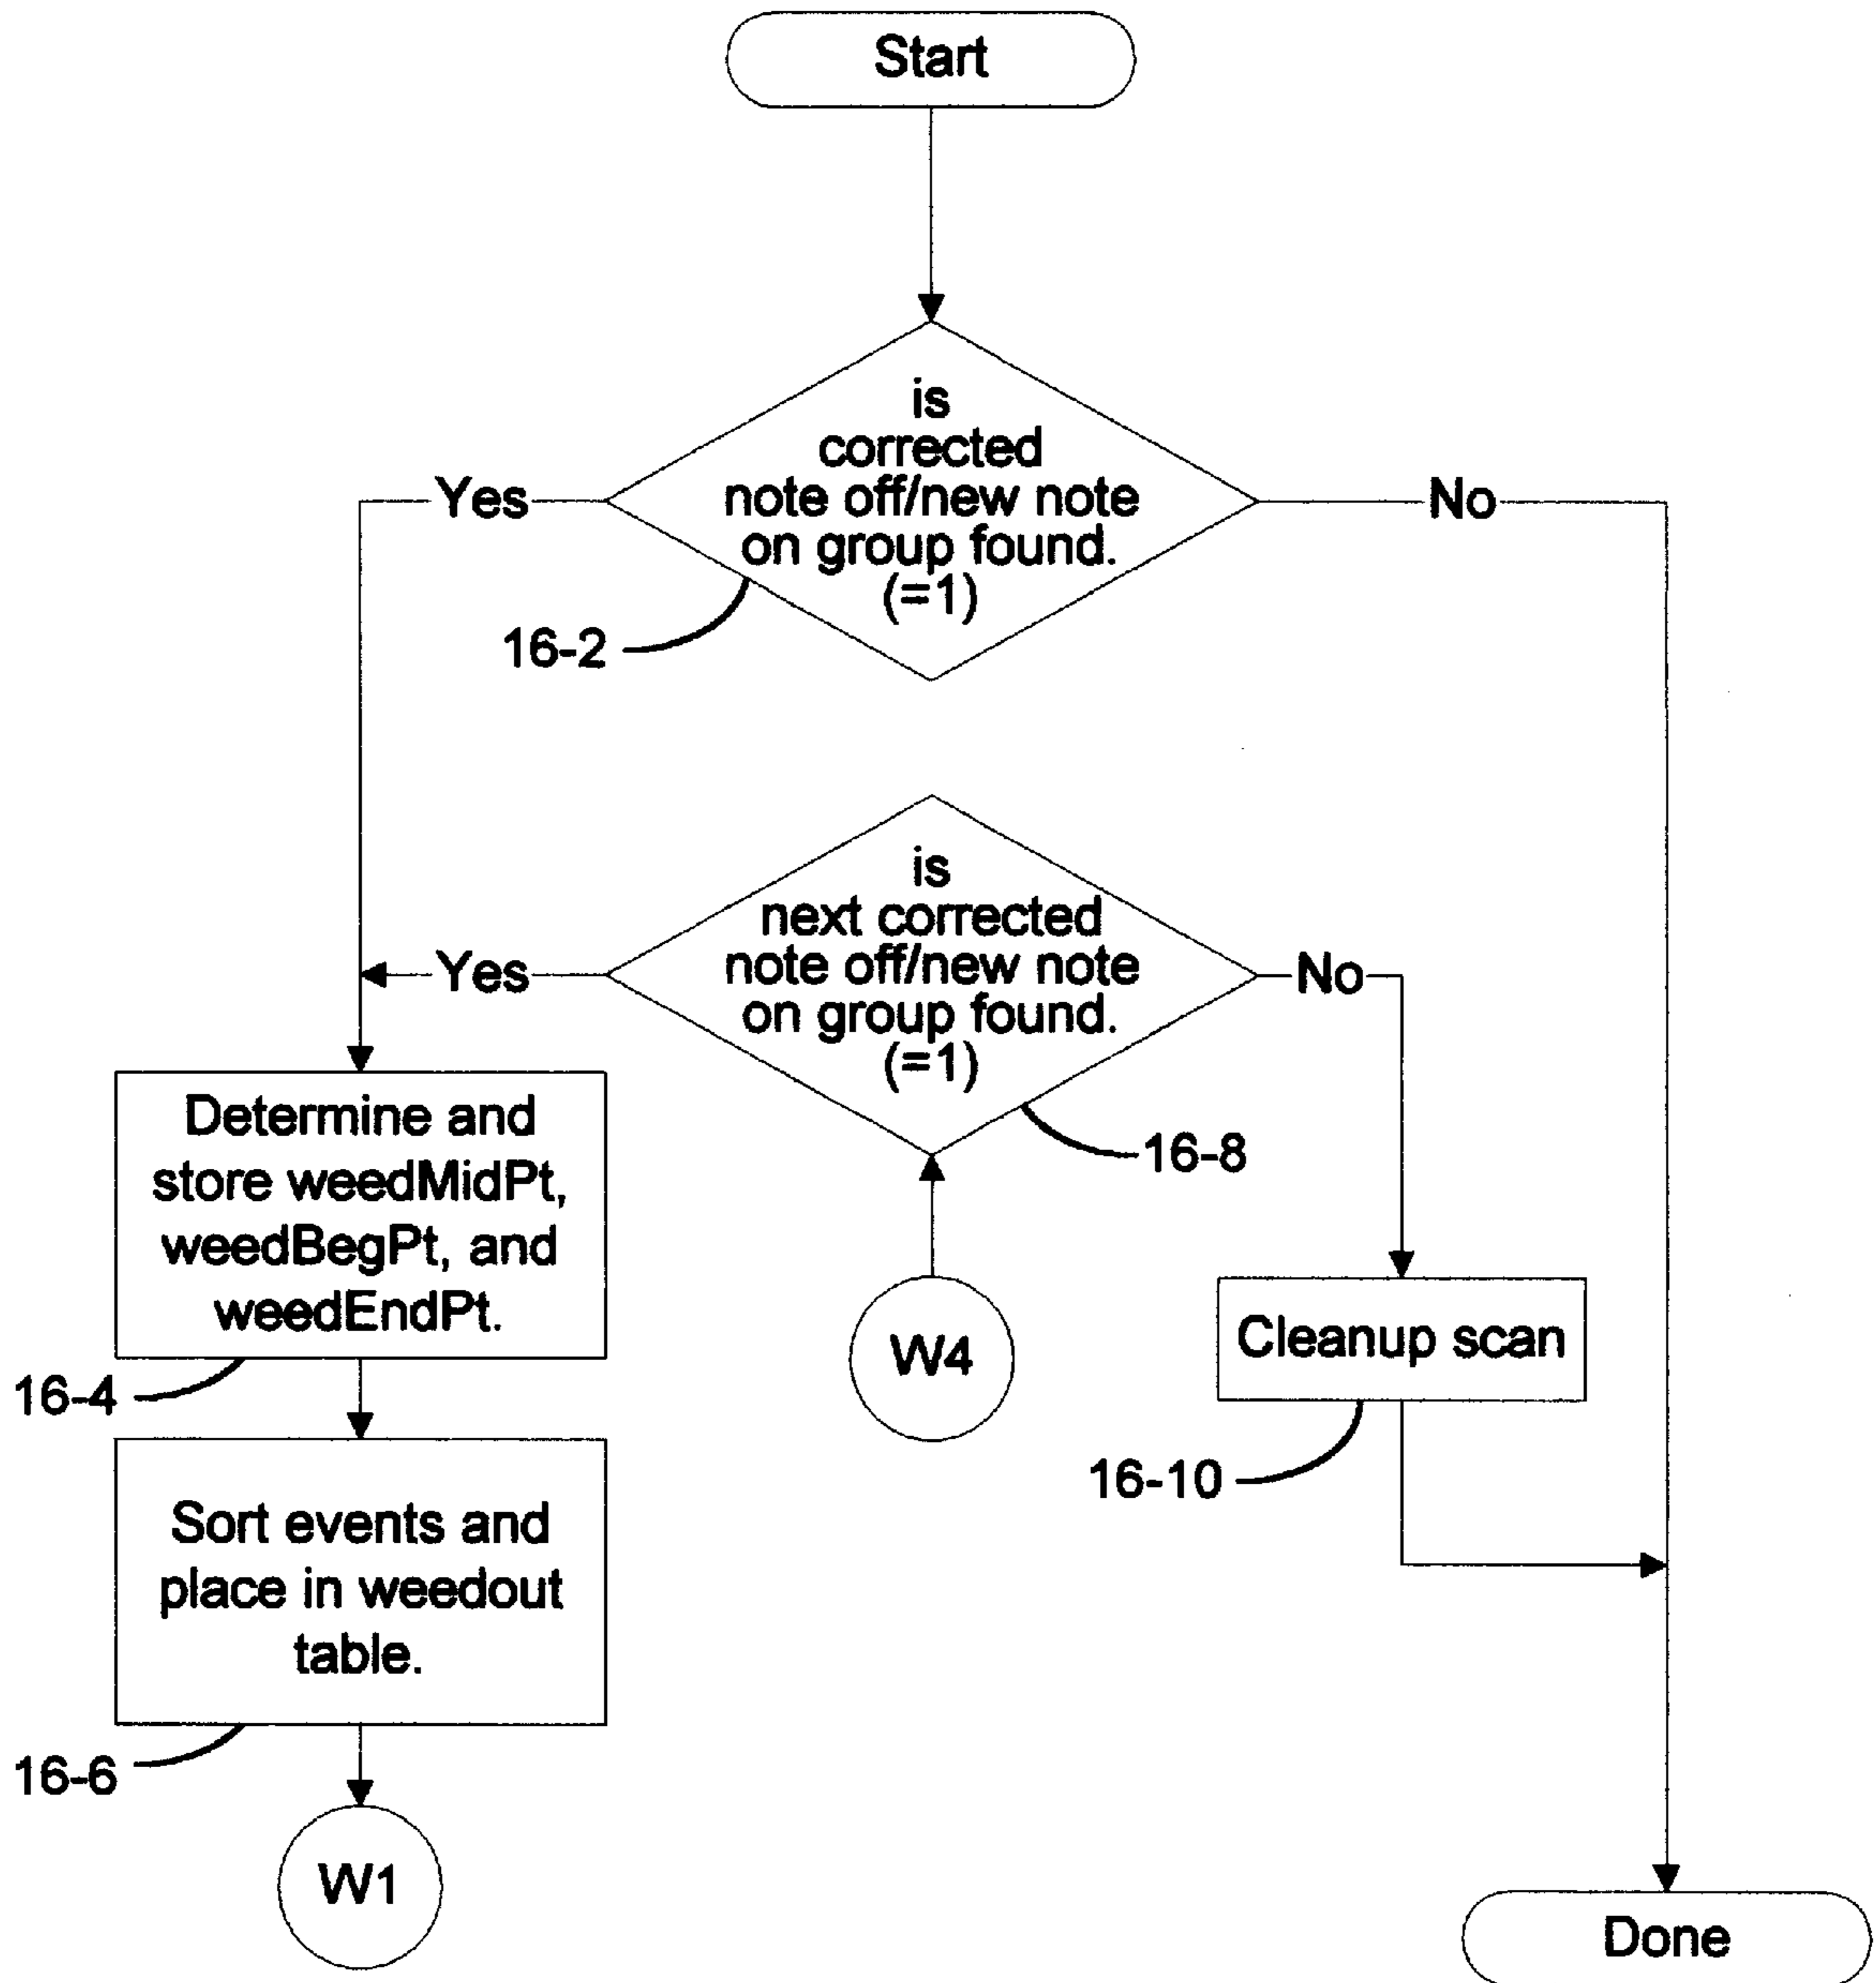 Start
is
corrected
note off/new note
on group found.
(=1)
Yes
No
16-2
is
next corrected
note off/new note
on group found.
(=1)
Yes
No
16-8
Determine and
store weedMidPt,
weedBegPt, and
weedEndPt.
16-4
W4
Cleanup scan
16-10
Sort events and
place in weedout
table.
16-6
W1
Done